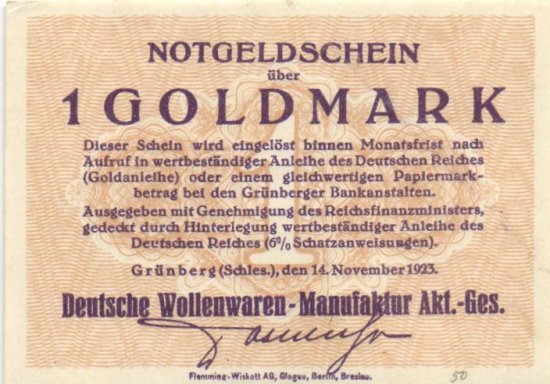 NOTGELDSCHEIN
über
1 GOLDMARK
Dieser Schein wird eingelöst binnen Monatsfrist nach
Aufruf in wertbeständiger Anleihe des Deutschen Reiches
(Goldanleihe) oder einem gleichwertigen Papiermark-
betrag bei den Grünberger Bankanstalten.
Ausgegeben mit Genehmigung des Reichsfinanzministers,
gedeckt durch Hinterlegung wertbeständiger Anleihe des
Deutschen Reiches (6% Schatzanweisungen).
Grünberg (Schles.), den 14. November 1923.
Deutsche Wollenwaren-Manufaktur Akt.-Ges.
Flemming-Wiskott AG, Glogau, Berlin, Breslau.
50